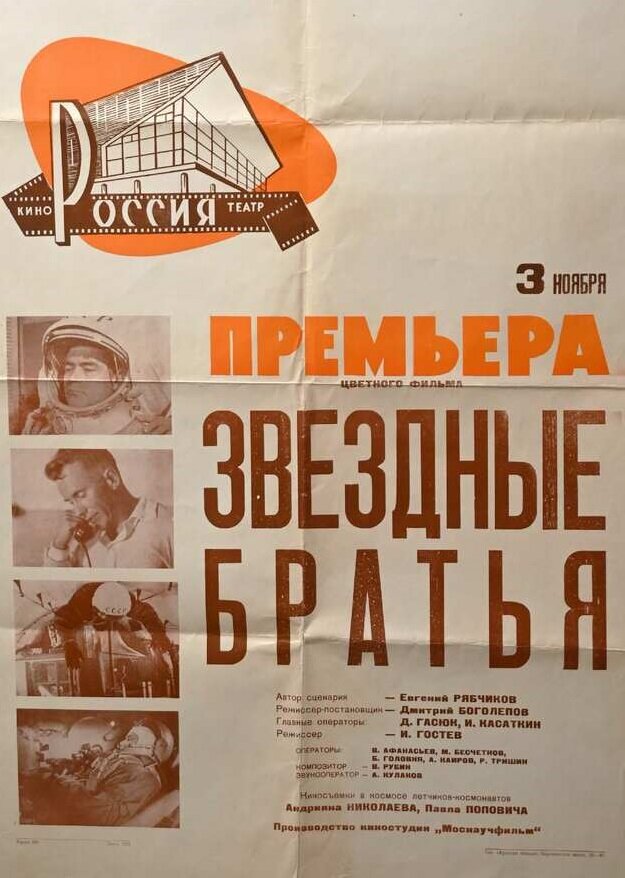 КИНО РОССИЯ ТЕАТР
3 НОЯБРЯ
ПРЕМЬЕРА
ЦВЕТНОГО ФИЛЬМА
ЗВЕЗДНЫЕ
БРАТЬЯ
СССР
Автор сценария — Евгений РЯБЧИКОВ
Режиссер-постановщик — Дмитрий БОГОЛЕПОВ
Главные операторы: Д. ГАСЮК, И. КАСАТКИН
Режиссер — И. ГОСТЕВ
ОПЕРАТОРЫ: В. АФАНАСЬЕВ, М. БЕСЧЕТНОВ,
Б. ГОЛОВНЯ, А. КАИРОВ, Р. ТРИШИН
КОМПОЗИТОР — В. РУБИН
ЗВУКООПЕРАТОР — А. КУЛАКОВ
Киносъемки в космосе летчиков-космонавтов
Андрияна НИКОЛАЕВА, Павла ПОПОВИЧА
Производство киностудии „Моснаучфильм“